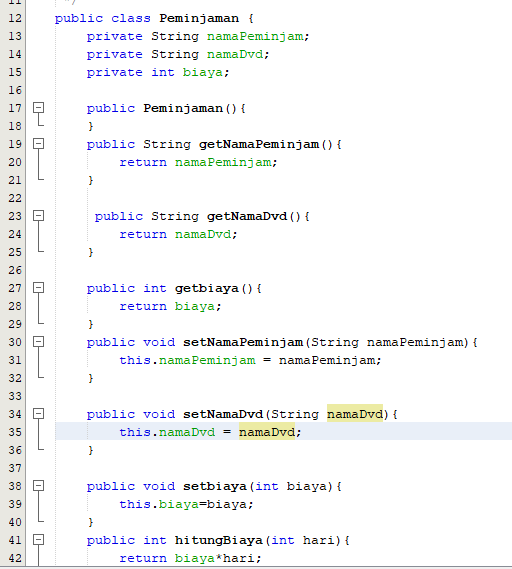 11 */
12 public class Peminjaman {
13 private String namaPeminjam;
14 private String namaDvd;
15 private int biaya;
16
17 public Peminjaman(){
18 }
19 public String getNamaPeminjam(){
20 return namaPeminjam;
21 }
22
23 public String getNamaDvd(){
24 return namaDvd;
25 }
26
27 public int getbiaya(){
28 return biaya;
29 }
30 public void setNamaPeminjam(String namaPeminjam){
31 this.namaPeminjam = namaPeminjam;
32 }
33
34 public void setNamaDvd(String namaDvd){
35 this.namaDvd = namaDvd;
36 }
37
38 public void setbiaya(int biaya){
39 this.biaya=biaya;
40 }
41 public int hitungBiaya(int hari){
42 return biaya*hari;